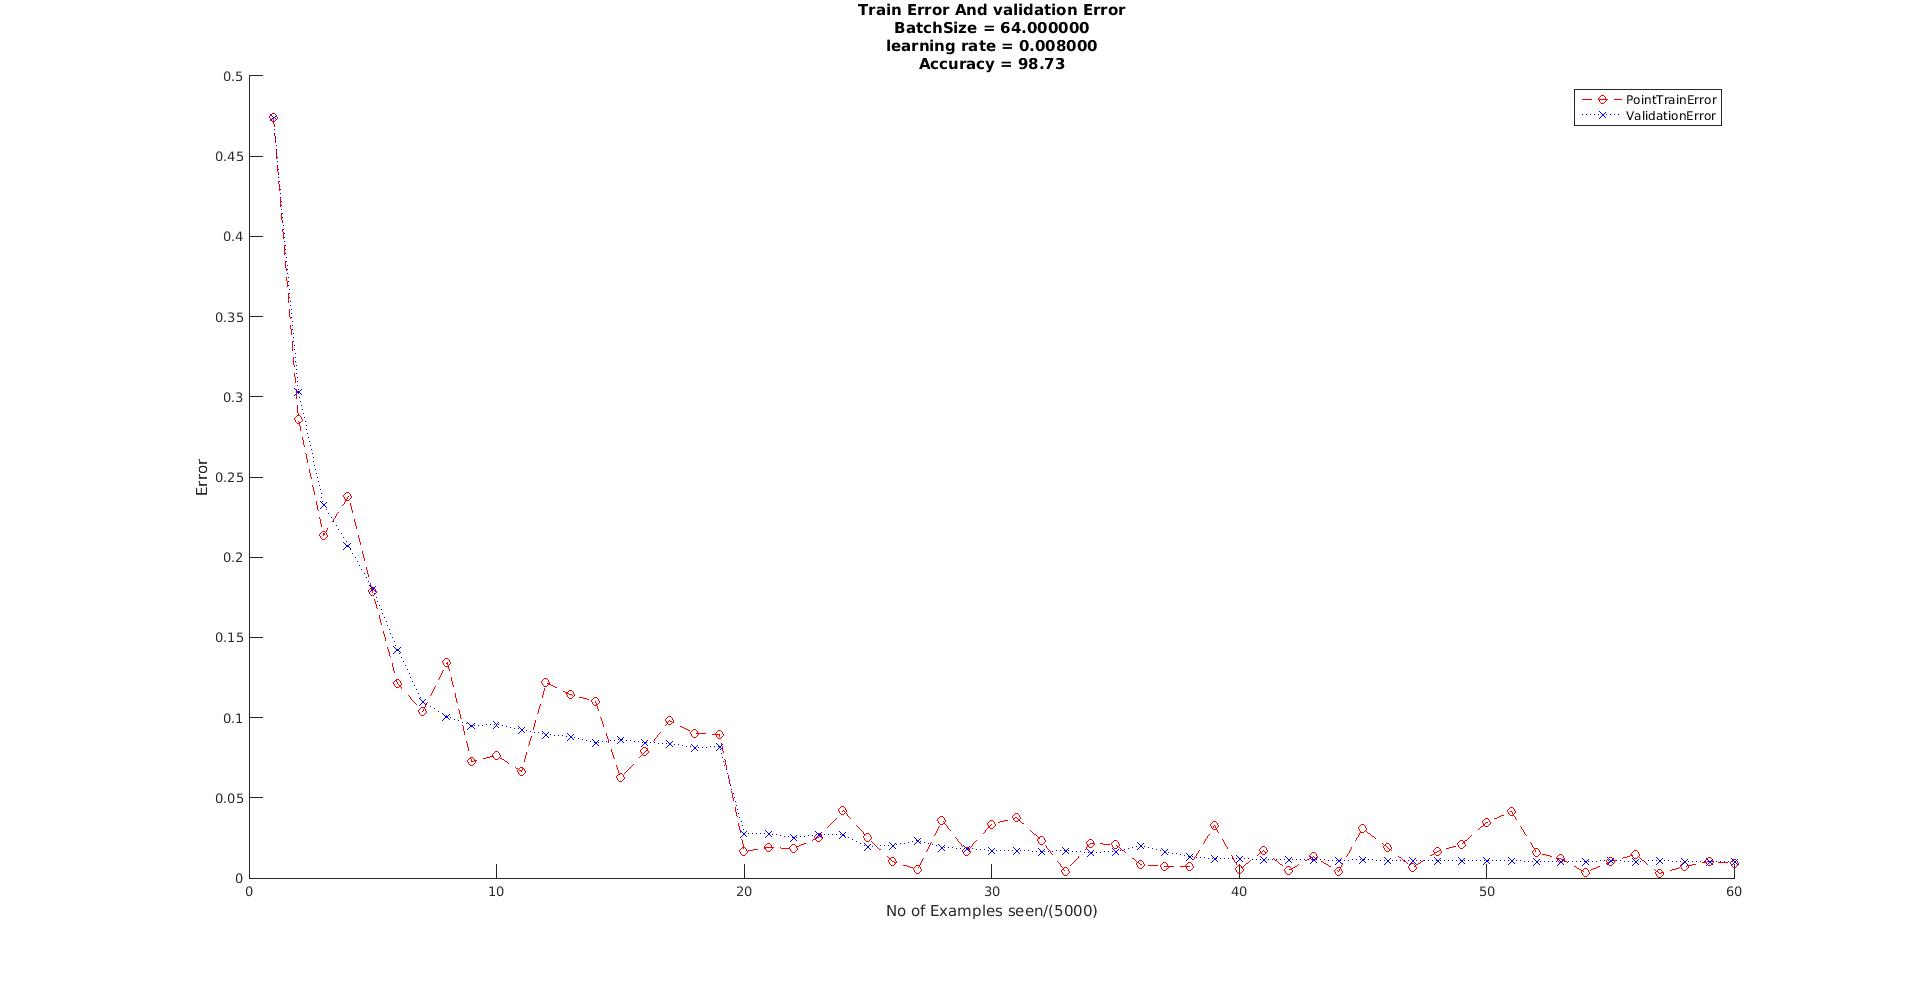 Train Error And validation Error
BatchSize = 64.000000
learning rate = 0.008000
Accuracy = 98.73
PointTrainError
ValidationError
0.5
0.45
0.4
0.35
0.3
0.25
0.2
0.15
0.1
0.05
0
Error
0 10 20 30 40 50 60
No of Examples seen/(5000)